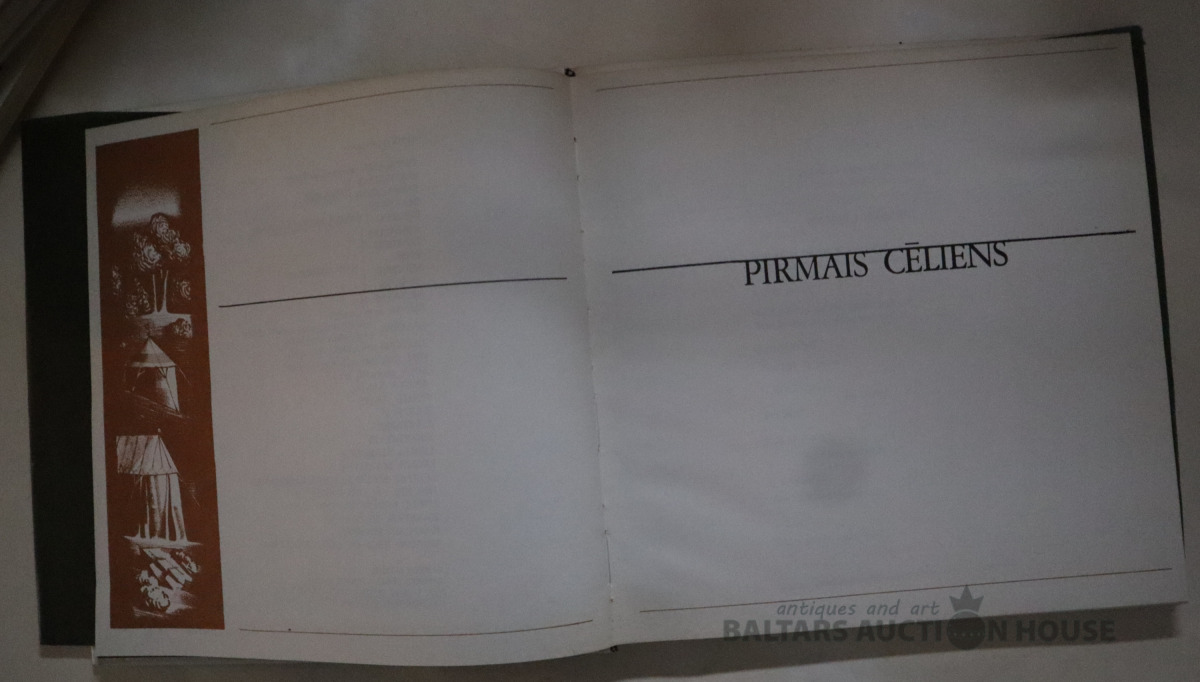 PIRMAIS CĒLIENS
antiques and art
BALTARS AUCTION HOUSE